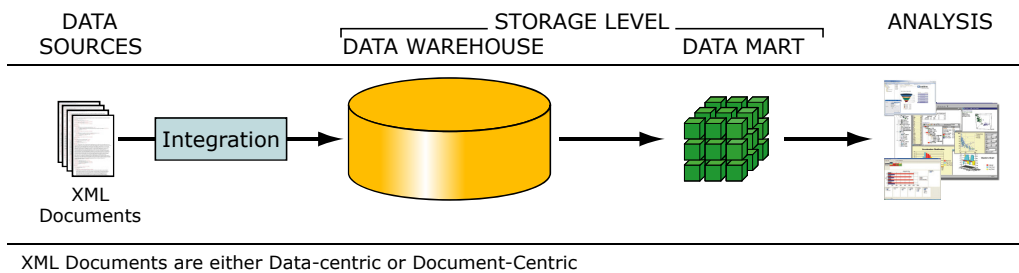 DATA
SOURCES
STORAGE LEVEL
DATA WAREHOUSE
DATA MART
ANALYSIS
Integration
XML
Documents
XML Documents are either Data-centric or Document-Centric